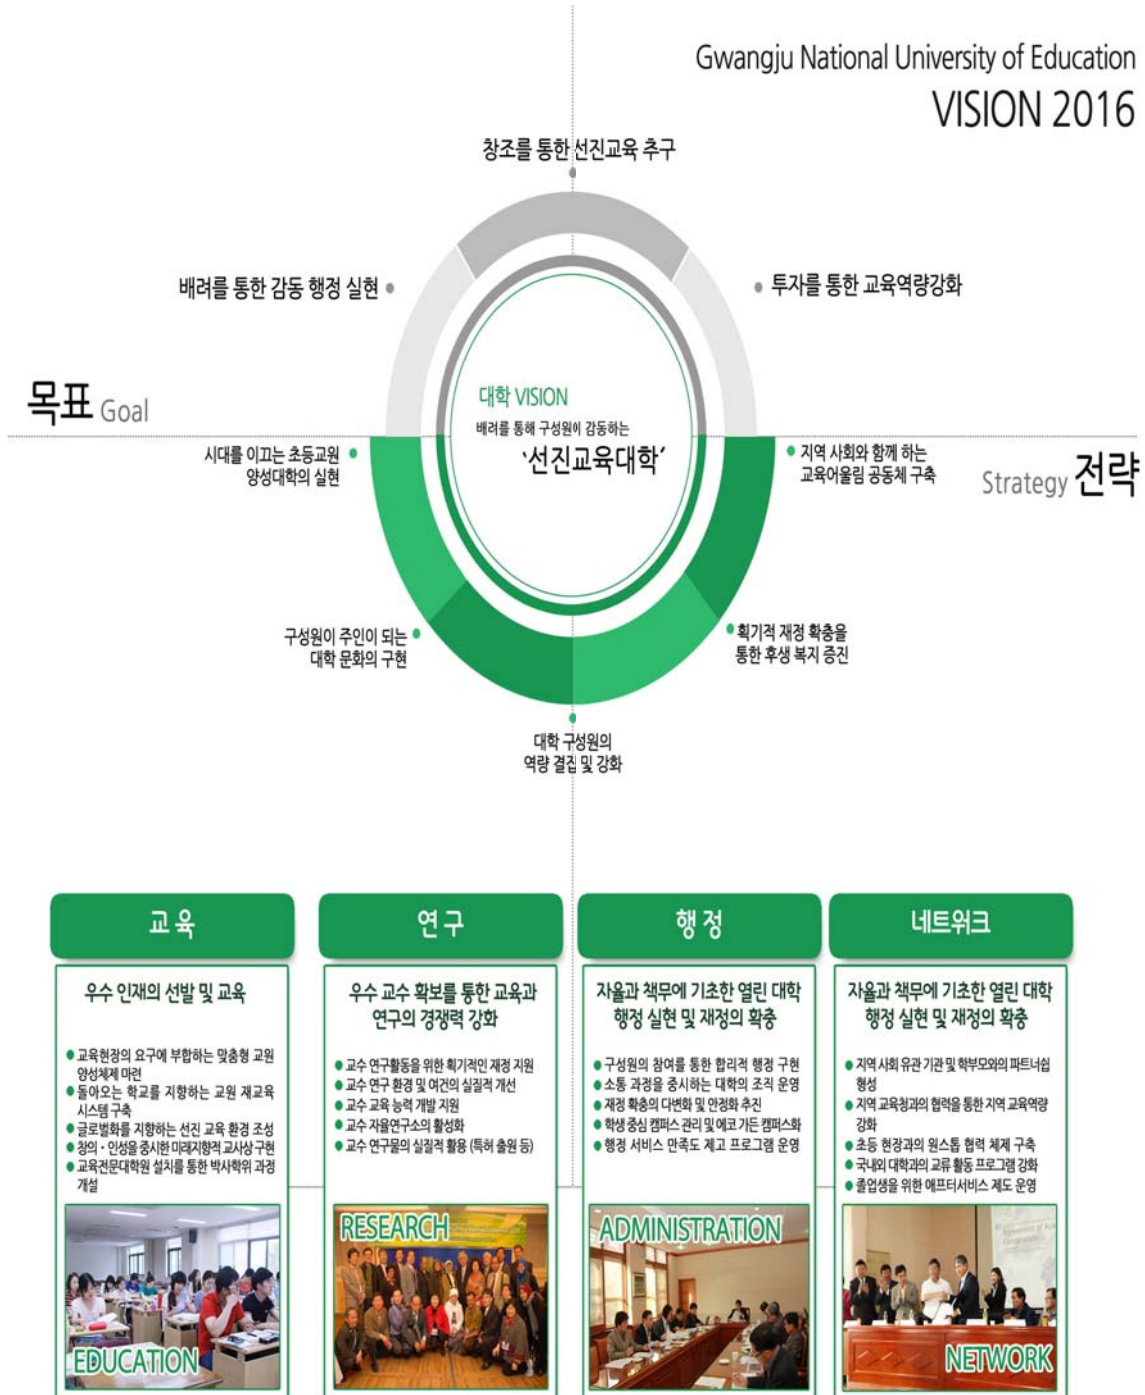 Gwangju National University of Education
VISION 2016
창조를 통한 선진교육 추구
배려를 통한 감동 행정 실현
투자를 통한 교육역량강화
목표 Goal
대학 VISION
배려를 통해 구성원이 감동하는
‘선진교육대학’
시대를 이끄는 초등교원
양성대학의 실현
지역 사회와 함께 하는
교육어울림 공동체 구축
Strategy 전략
구성원이 주인이 되는
대학 문화의 구현
획기적 재정 확충을
통한 후생 복지 증진
대학 구성원의
역량 결집 및 강화
교 육
우수 인재의 선발 및 교육
● 교육현장의 요구에 부합하는 맞춤형 교원
양성체제 마련
● 돌아오는 학교를 지향하는 교원 재교육
시스템 구축
● 글로벌화를 지향하는 선진 교육 환경 조성
● 창의·인성을 중시한 미래지향적 교사상 구현
● 교육전문대학원 설치를 통한 박사학위 과정
개설
EDUCATION
연 구
우수 교수 확보를 통한 교육과
연구의 경쟁력 강화
● 교수 연구활동을 위한 획기적인 재정 지원
● 교수 연구 환경 및 여건의 실질적 개선
● 교수 교육 능력 개발 지원
● 교수 자율연구소의 활성화
● 교수 연구물의 실질적 활용 (특허 출원 등)
RESEARCH
행 정
자율과 책무에 기초한 열린 대학
행정 실현 및 재정의 확충
● 구성원의 참여를 통한 합리적 행정 구현
● 소통 과정을 중시하는 대학의 조직 운영
● 재정 확충의 다변화 및 안정화 추진
● 학생 중심 캠퍼스 관리 및 에코 가든 캠퍼스화
● 행정 서비스 만족도 제고 프로그램 운영
ADMINISTRATION
네트워크
자율과 책무에 기초한 열린 대학
행정 실현 및 재정의 확충
● 지역 사회 유관 기관 및 학부모와의 파트너쉽
형성
● 지역 교육청과의 협력을 통한 지역 교육역량
강화
● 초등 현장과의 원스톱 협력 체제 구축
● 국내외 대학과의 교류 활동 프로그램 강화
● 졸업생을 위한 애프터서비스 제도 운영
NETWORK